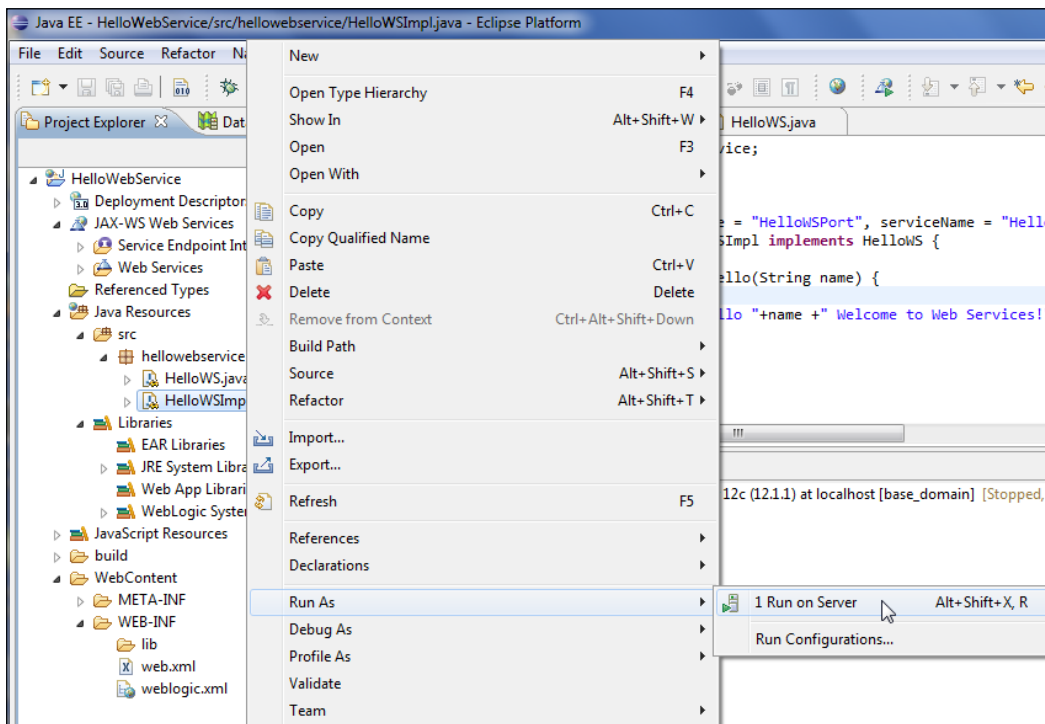 Java EE - HelloWebService/src/hellowebservice/HelloWSImpl.java - Eclipse Platform
File Edit Source Refactor
010
Project Explorer
HelloWS.java
HelloWebService
3.0 Deployment Descriptor
JAX-WS Web Services
Service Endpoint
Web Services
Referenced Types
Java Resources
src
hellowebservice
HelloWS.java
HelloWSImp
Libraries
EAR Libraries
JRE System
Web App
WebLogic
JavaScript Resources
build
WebContent
META-INF
WEB-INF
lib
web.xml
weblogic.xml
New
Open Type Hierarchy F4
Show In Alt+Shift+W
Open F3
Open With
Copy Ctrl+C
Copy Qualified Name
Paste Ctrl+V
Delete Delete
Remove from Context Ctrl+Alt+Shift+Down
Build Path
Source Alt+Shift+S
Refactor Alt+Shift+T
Import...
Export...
Refresh F5
References
Declarations
Run As
Debug As
Profile As
Validate
Team
1 Run on Server Alt+Shift+X, R
Run Configurations...
vice;
= "HelloWSPort", serviceName = "Hell
SImpl implements HelloWS {
ello(String name) {
llo "+name +" Welcome to Web Services!
12c (12.1.1) at localhost [base_domain] [Stopped,